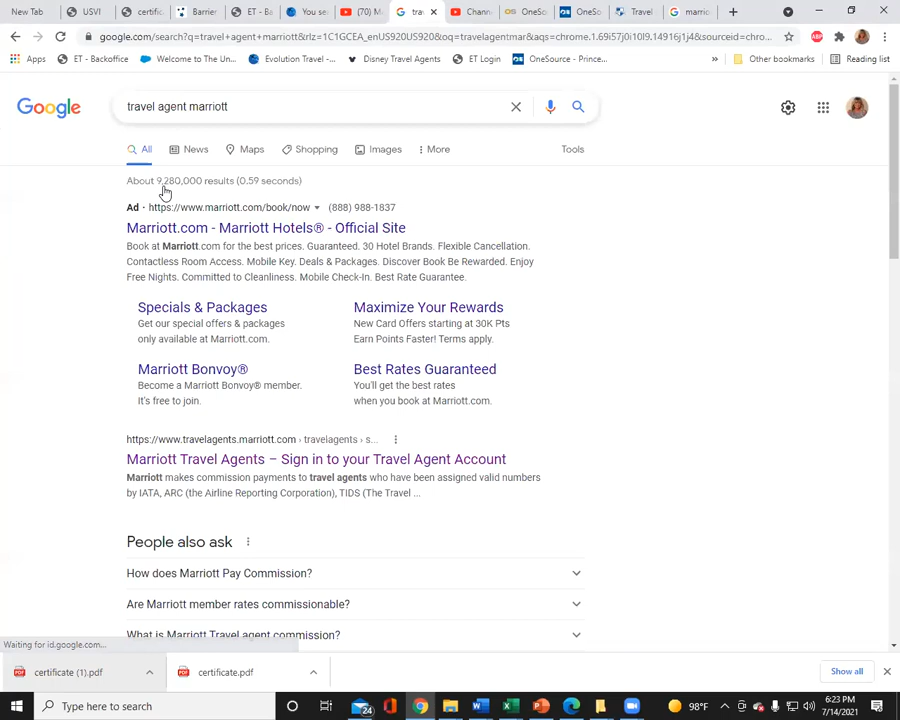 New Tab
USVI
certific
Barrier
ET - Ba
You sea
(70) M
tra
Chann
OneSo
OneSo
Travel
marrio
google.com/search?q=travel+agent+marriott&rlz=1C1GCEA_enUS920US920&oq=travelagentmar&aqs=chrome.1.69i57j0i10l9.14916j1j4&sourceid=chro...
Apps
ET - Backoffice
Welcome to The Un...
Evolution Travel -...
Disney Travel Agents
ET Login
OneSource - Prince...
»
Other bookmarks
Reading list
Google
travel agent marriott
All
News
Maps
Shopping
Images
More
Tools
About 9,280,000 results (0.59 seconds)
Ad · https://www.marriott.com/book/now (888) 988-1837
Marriott.com - Marriott Hotels® - Official Site
Book at Marriott.com for the best prices. Guaranteed. 30 Hotel Brands. Flexible Cancellation.
Contactless Room Access. Mobile Key. Deals & Packages. Discover Book Be Rewarded. Enjoy
Free Nights. Committed to Cleanliness. Mobile Check-In. Best Rate Guarantee.
Specials & Packages
Get our special offers & packages
only available at Marriott.com.
Maximize Your Rewards
New Card Offers starting at 30K Pts
Earn Points Faster! Terms apply.
Marriott Bonvoy®
Become a Marriott Bonvoy® member.
It's free to join.
Best Rates Guaranteed
You'll get the best rates
when you book at Marriott.com.
https://www.travelagents.marriott.com › travelagents › s...
Marriott Travel Agents – Sign in to your Travel Agent Account
Marriott makes commission payments to travel agents who have been assigned valid numbers
by IATA, ARC (the Airline Reporting Corporation), TIDS (The Travel ...
People also ask
How does Marriott Pay Commission?
Are Marriott member rates commissionable?
What is Marriott Travel agent commission?
Waiting for id.google.com...
certificate (1).pdf
certificate.pdf
Show all
Type here to search
24
98°F
6:23 PM
7/14/2021